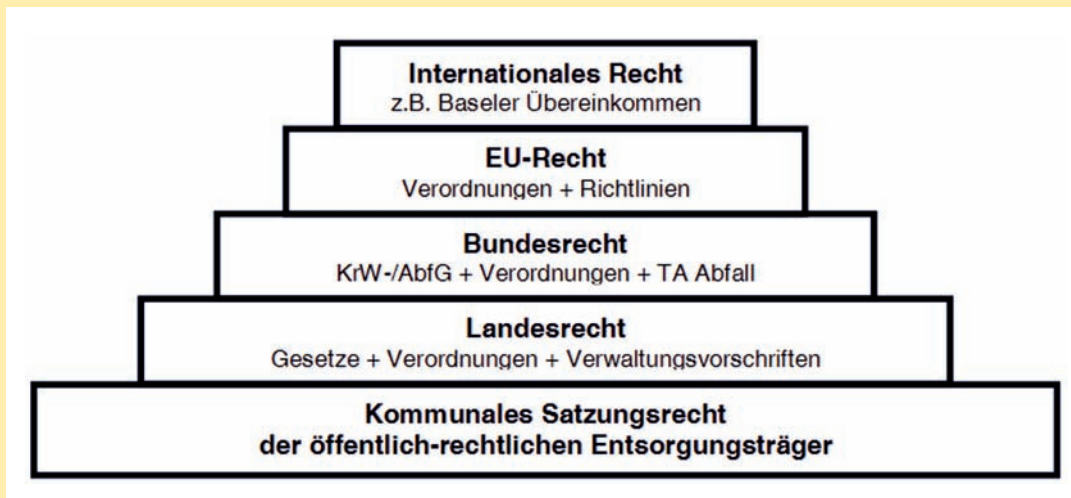 Internationales Recht
z.B. Baseler Übereinkommen
EU-Recht
Verordnungen + Richtlinien
Bundesrecht
KrW-/AbfG + Verordnungen + TA Abfall
Landesrecht
Gesetze + Verordnungen + Verwaltungsvorschriften
Kommunales Satzungsrecht
der öffentlich-rechtlichen Entsorgungsträger